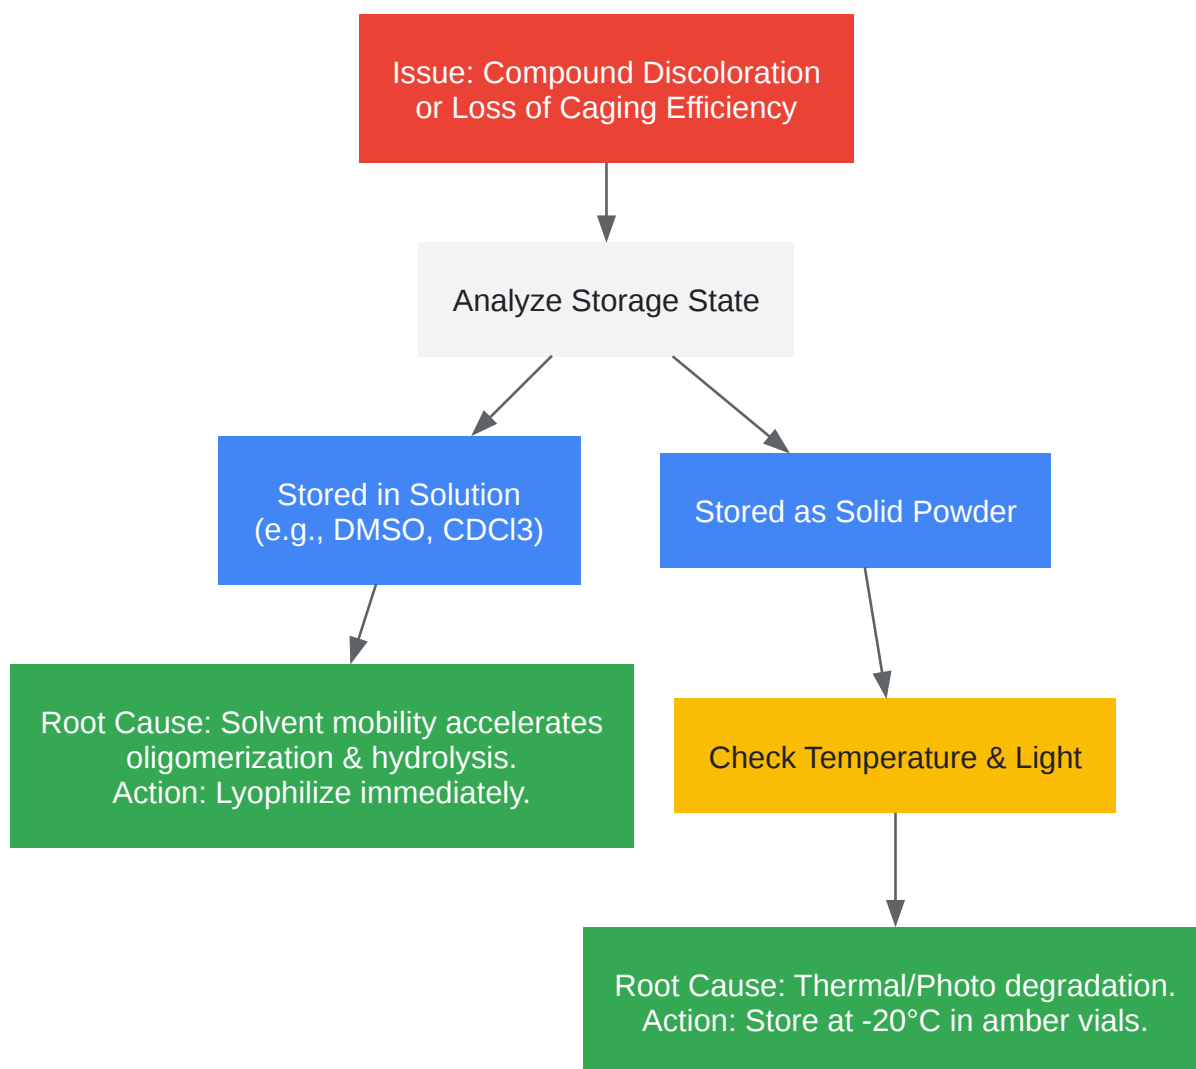 Issue: Compound Discoloration
or Loss of Caging Efficiency
Analyze Storage State
Stored in Solution
(e.g., DMSO, CDCl3)
Stored as Solid Powder
Root Cause: Solvent mobility accelerates
oligomerization & hydrolysis.
Action: Lyophilize immediately.
Check Temperature & Light
Root Cause: Thermal/Photo degradation.
Action: Store at -20°C in amber vials.